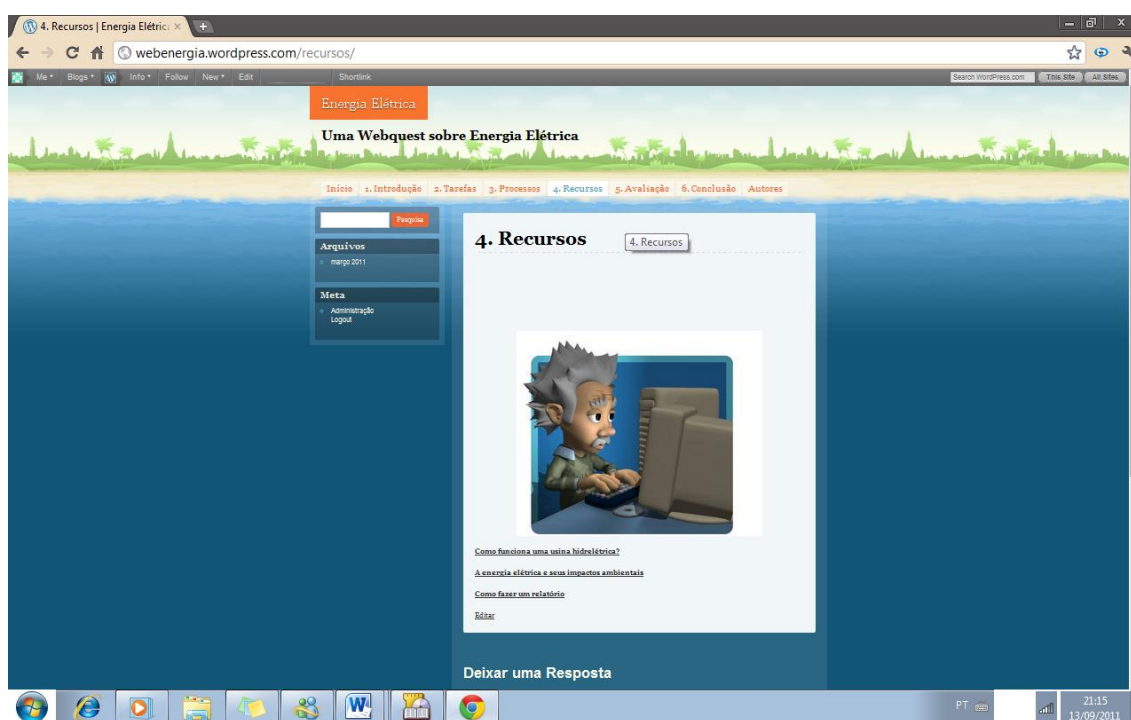 4. Recursos | Energia Elétric
webenergia.wordpress.com/recursos/
Me Blogs Info Follow New Edit Shortlink Search WordPress.com This Site All Sites
Energia Elétrica
Uma Webquest sobre Energia Elétrica
Início 1. Introdução 2. Tarefas 3. Processos 4. Recursos 5. Avaliação 6. Conclusão Autores
Pesquisa
Arquivos
março 2011
Meta
Administração
Logout
4. Recursos
4. Recursos
Como funciona uma usina hidrelétrica?
A energia elétrica e seus impactos ambientais
Como fazer um relatório
Editar
Deixar uma Resposta
PT
21:15
13/09/2011